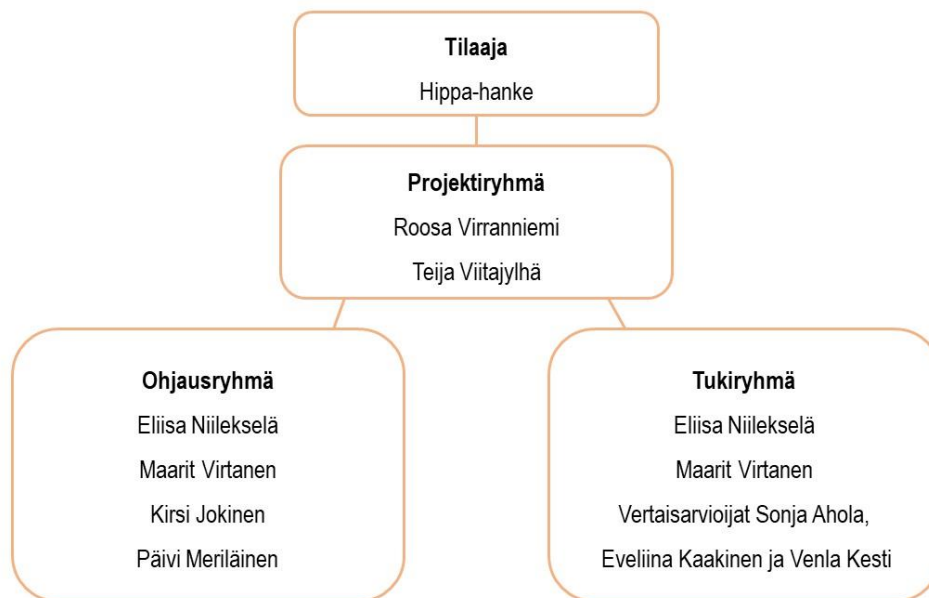 Tilaaja
Hippa-hanke
Projektiryhmä
Roosa Virranniemi
Teija Viitajylhä
Ohjausryhmä
Eliisa Niilekselä
Maarit Virtanen
Kirsi Jokinen
Päivi Meriläinen
Tukiryhmä
Eliisa Niilekselä
Maarit Virtanen
Vertaisarvioijat Sonja Ahola,
Eveliina Kaakinen ja Venla Kesti